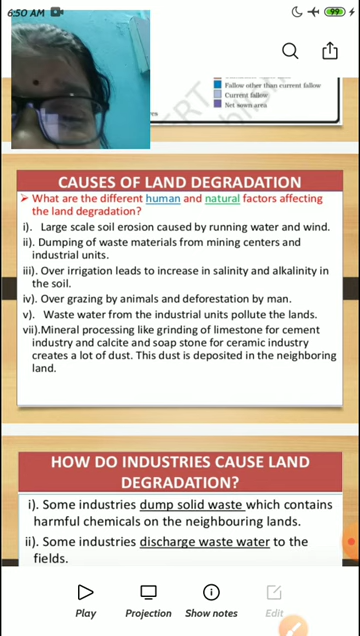 6:50 AM
99
Fallow other than current fallow
Current fallow
Net sown area
CAUSES OF LAND DEGRADATION
➢ What are the different human and natural factors affecting
the land degradation?
i). Large scale soil erosion caused by running water and wind.
ii). Dumping of waste materials from mining centers and
industrial units.
iii). Over irrigation leads to increase in salinity and alkalinity in
the soil.
iv). Over grazing by animals and deforestation by man.
v). Waste water from the industrial units pollute the lands.
vii).Mineral processing like grinding of limestone for cement
industry and calcite and soap stone for ceramic industry
creates a lot of dust. This dust is deposited in the neighboring
land.
HOW DO INDUSTRIES CAUSE LAND
DEGRADATION?
i). Some industries dump solid waste which contains
harmful chemicals on the neighbouring lands.
ii). Some industries discharge waste water to the
fields.
Play
Projection
Show notes
Edit